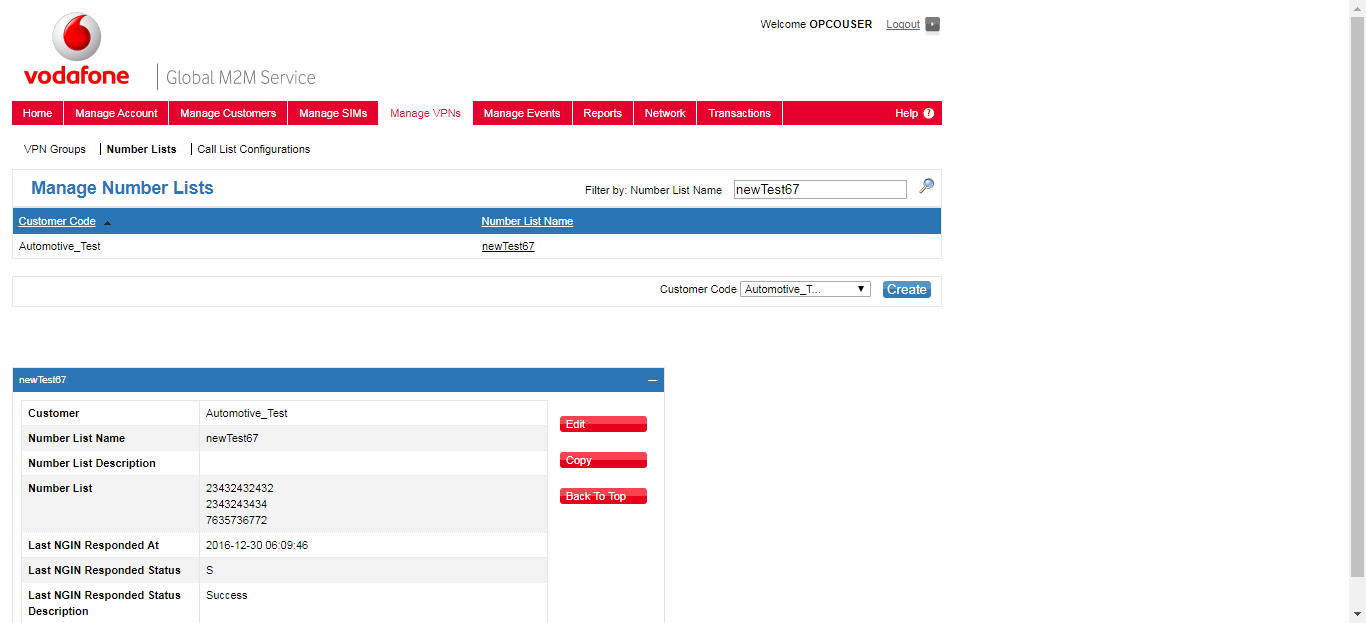 Welcome OPCOUSER Logout
vodafone Global M2M Service
Home Manage Account Manage Customers Manage SIMs Manage VPNs Manage Events Reports Network Transactions Help ?
VPN Groups Number Lists Call List Configurations
Manage Number Lists Filter by: Number List Name newTest67
Customer Code Number List Name
Automotive_Test newTest67
Customer Code Automotive_T... Create
newTest67
Customer Automotive_Test
Edit
Number List Name newTest67
Number List Description
Copy
Number List 23432432432
2343243434
7635736772
Back To Top
Last NGIN Responded At 2016-12-30 06:09:46
Last NGIN Responded Status S
Last NGIN Responded Status Success
Description